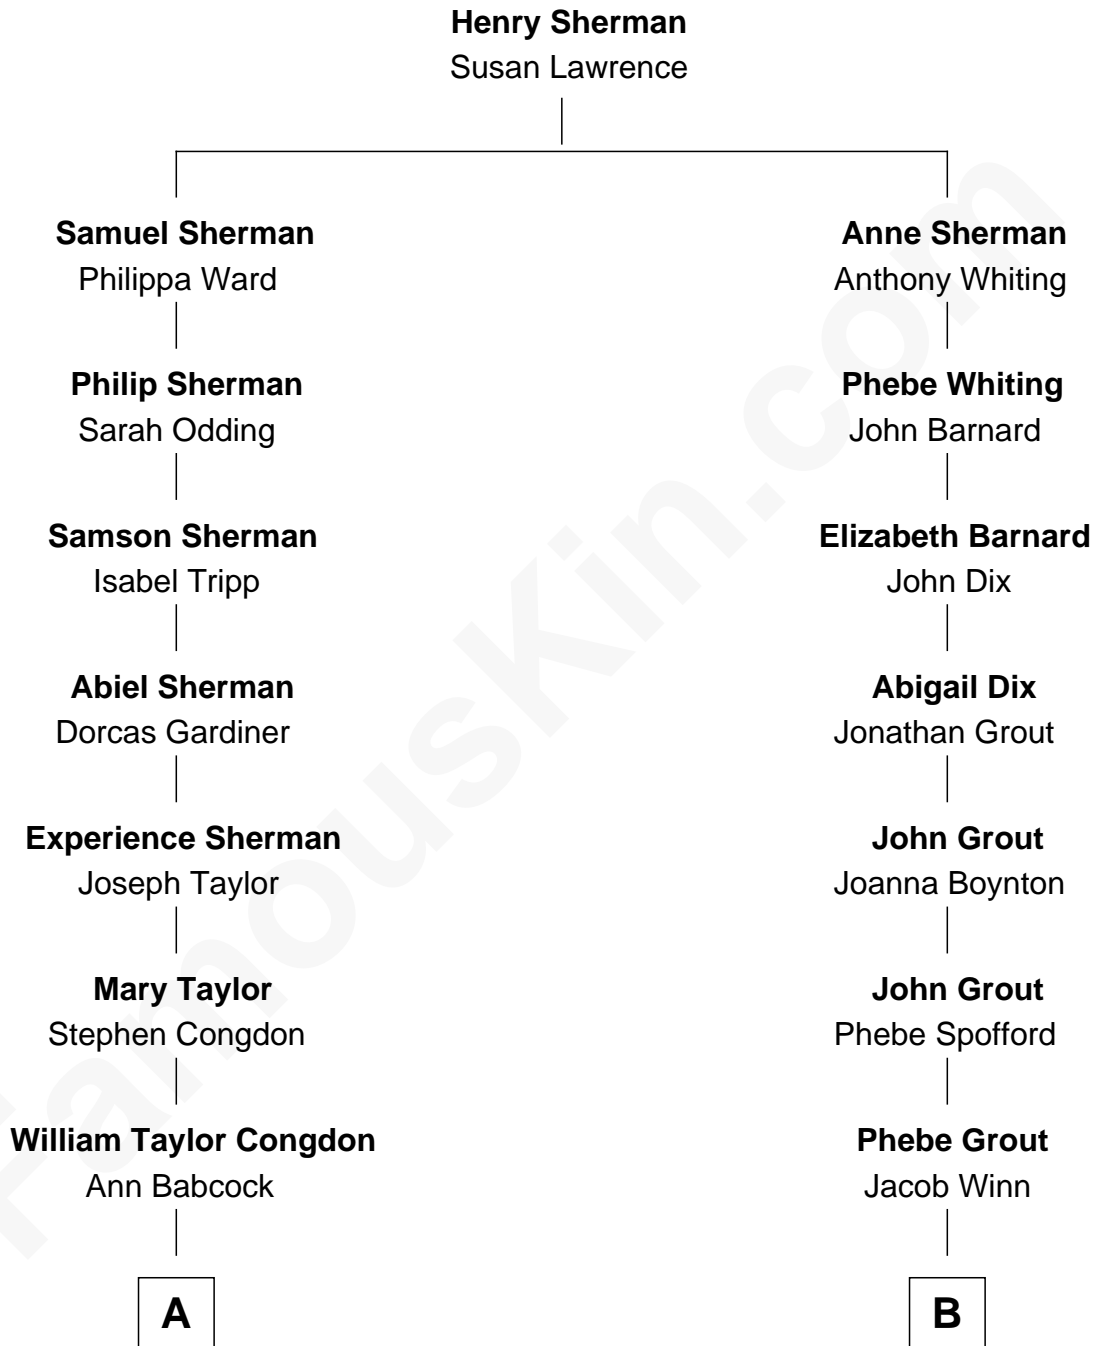 Henry Sherman
Susan Lawrence
Samuel Sherman
Philippa Ward
Philip Sherman
Sarah Odding
Samson Sherman
Isabel Tripp
Abiel Sherman
Dorcas Gardiner
Experience Sherman
Joseph Taylor
Mary Taylor
Stephen Congdon
William Taylor Congdon
Ann Babcock
A
Anne Sherman
Anthony Whiting
Phebe Whiting
John Barnard
Elizabeth Barnard
John Dix
Abigail Dix
Jonathan Grout
John Grout
Joanna Boynton
John Grout
Phebe Spofford
Phebe Grout
Jacob Winn
B
FamousKin.com